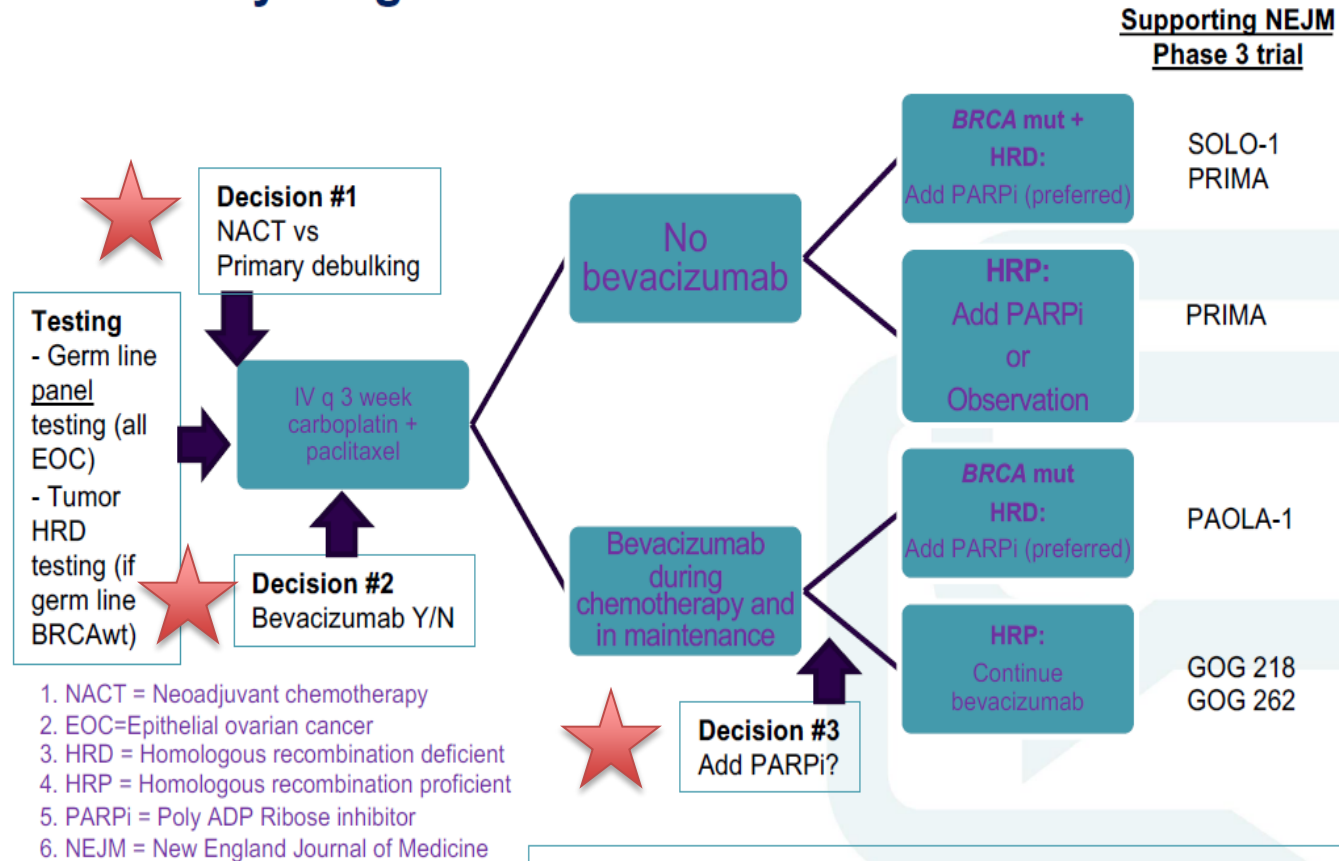 Supporting NEJM
Phase 3 trial
Decision #1
NACT vs
Primary debulking
Testing
- Germ line
panel
testing (all
EOC)
- Tumor
HRD
testing (if
germ line
BRCAwt)
IV q 3 week
carboplatin +
paclitaxel
Decision #2
Bevacizumab Y/N
No
bevacizumab
Bevacizumab
during
chemotherapy and
in maintenance
Decision #3
Add PARPi?
BRCA mut +
HRD:
Add PARPi (preferred)
SOLO-1
PRIMA
HRP:
Add PARPi
or
Observation
PRIMA
BRCA mut
HRD:
Add PARPi (preferred)
PAOLA-1
HRP:
Continue
bevacizumab
GOG 218
GOG 262
1. NACT = Neoadjuvant chemotherapy
2. EOC=Epithelial ovarian cancer
3. HRD = Homologous recombination deficient
4. HRP = Homologous recombination proficient
5. PARPi = Poly ADP Ribose inhibitor
6. NEJM = New England Journal of Medicine